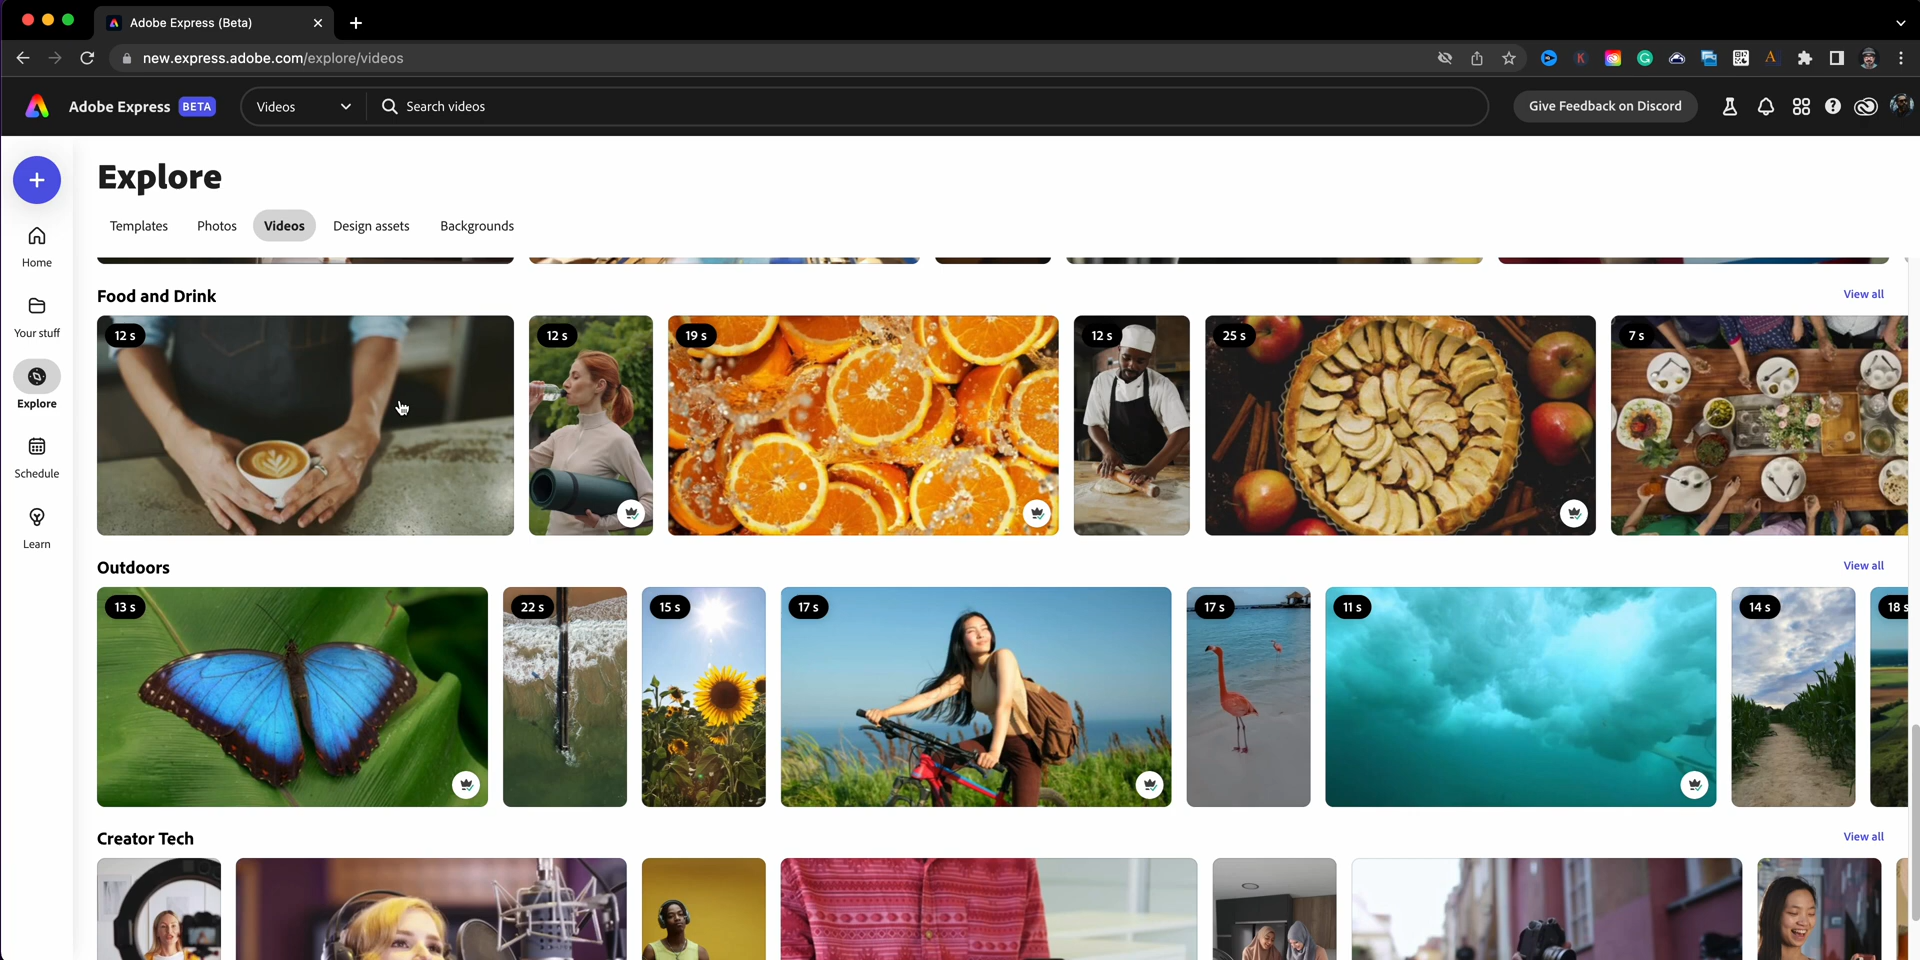 Adobe Express (Beta)
new.express.adobe.com/explore/videos
Adobe Express BETA
Videos
Search videos
Give Feedback on Discord
Explore
Templates
Photos
Videos
Design assets
Backgrounds
Home
Your stuff
Explore
Schedule
Learn
Food and Drink
View all
12 s
12 s
19 s
12 s
25 s
7 s
Outdoors
View all
13 s
22 s
15 s
17 s
17 s
11 s
14 s
18 s
Creator Tech
View all